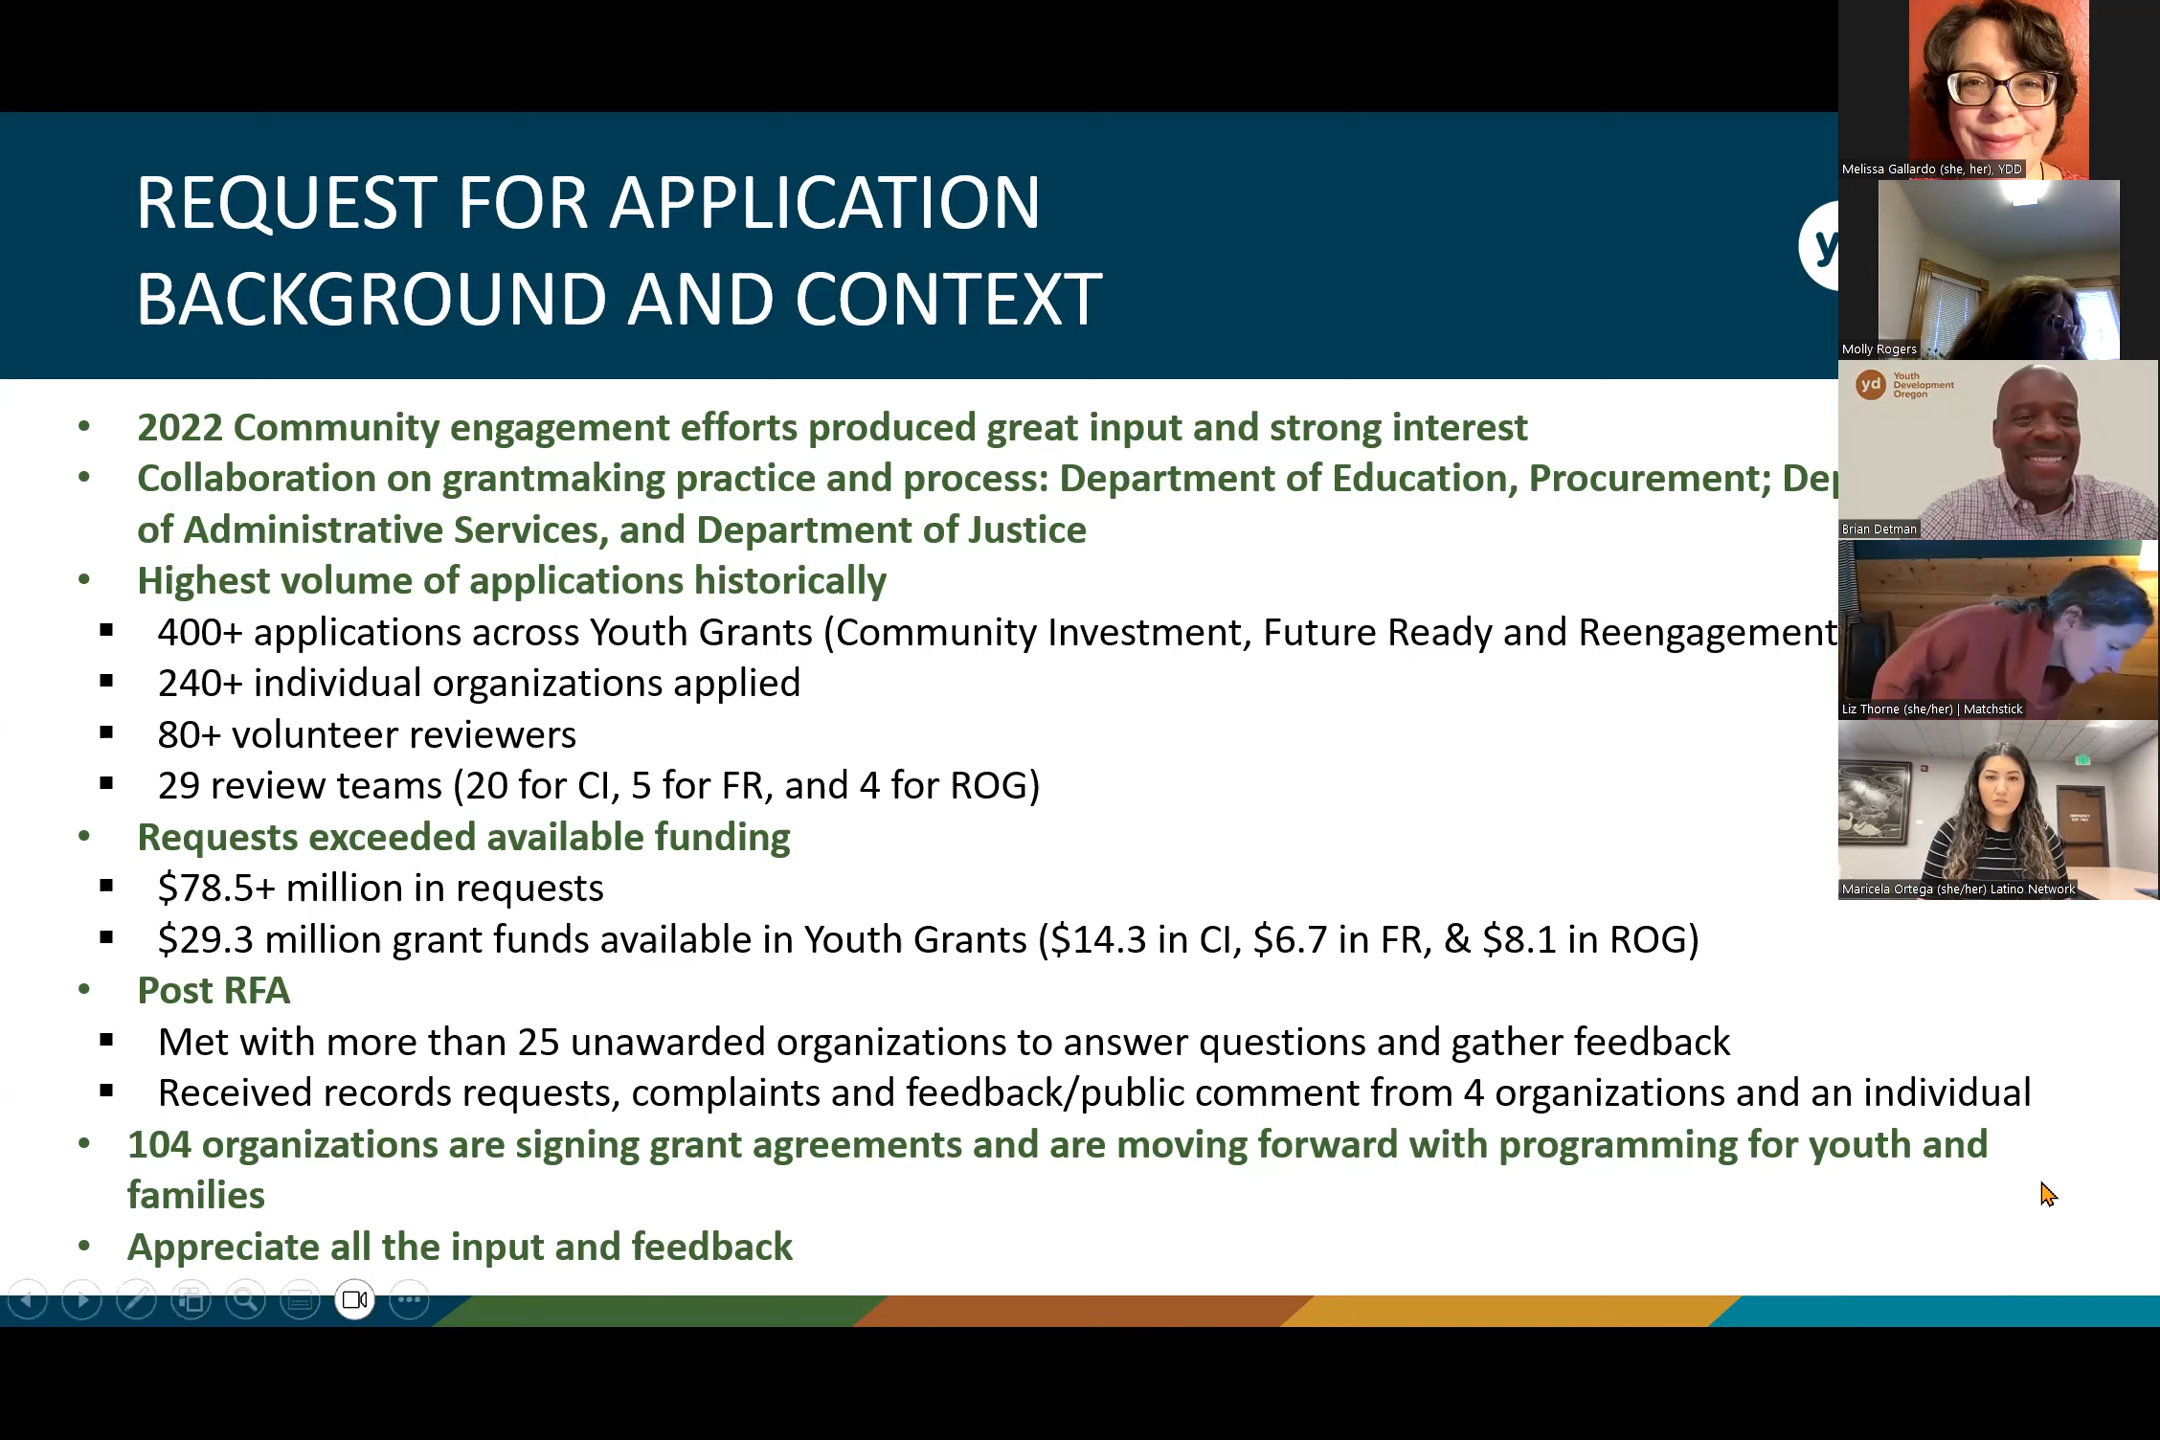 REQUEST FOR APPLICATION
BACKGROUND AND CONTEXT
y
• 2022 Community engagement efforts produced great input and strong interest
• Collaboration on grantmaking practice and process: Department of Education, Procurement; Dep
of Administrative Services, and Department of Justice
• Highest volume of applications historically
▪ 400+ applications across Youth Grants (Community Investment, Future Ready and Reengagement
▪ 240+ individual organizations applied
▪ 80+ volunteer reviewers
▪ 29 review teams (20 for CI, 5 for FR, and 4 for ROG)
• Requests exceeded available funding
▪ $78.5+ million in requests
▪ $29.3 million grant funds available in Youth Grants ($14.3 in CI, $6.7 in FR, & $8.1 in ROG)
• Post RFA
▪ Met with more than 25 unawarded organizations to answer questions and gather feedback
▪ Received records requests, complaints and feedback/public comment from 4 organizations and an individual
• 104 organizations are signing grant agreements and are moving forward with programming for youth and
families
• Appreciate all the input and feedback
Melissa Gallardo (she, her), YDD
Molly Rogers
yd
Youth
Development
Oregon
Brian Detman
Liz Thorne (she/her) | Matchstick
Maricela Ortega (she/her) Latino Network